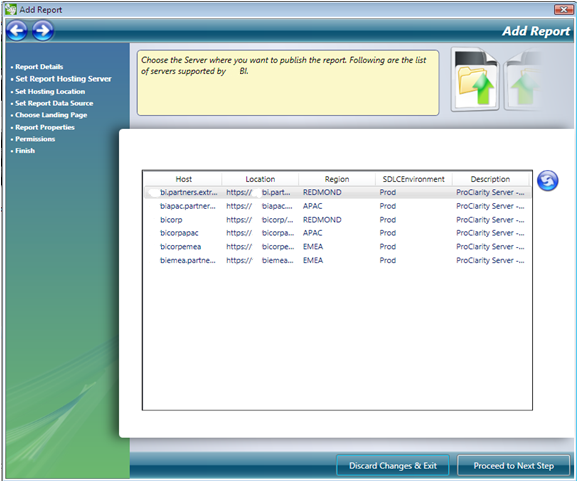 Add Report
Add Report
• Report Details
• Set Report Hosting Server
• Set Hosting Location
• Set Report Data Source
• Choose Landing Page
• Report Properties
• Permissions
• Finish
Choose the Server where you want to publish the report. Following are the list
of servers supported by BI.
Host Location Region SDLCEnvironment Description
bi.partners.extr... https:// bi.part... REDMOND Prod ProClarity Server -...
biapac.partner... https:// biapac.... APAC Prod ProClarity Server -...
bicorp https:// bicorp/... REDMOND Prod ProClarity Server -...
bicorpapac https:// bicorpa... APAC Prod ProClarity Server -...
bicorpemea https:// bicorpe... EMEA Prod ProClarity Server -...
biemea.partne... https:// biemea... EMEA Prod ProClarity Server -...
Discard Changes & Exit Proceed to Next Step